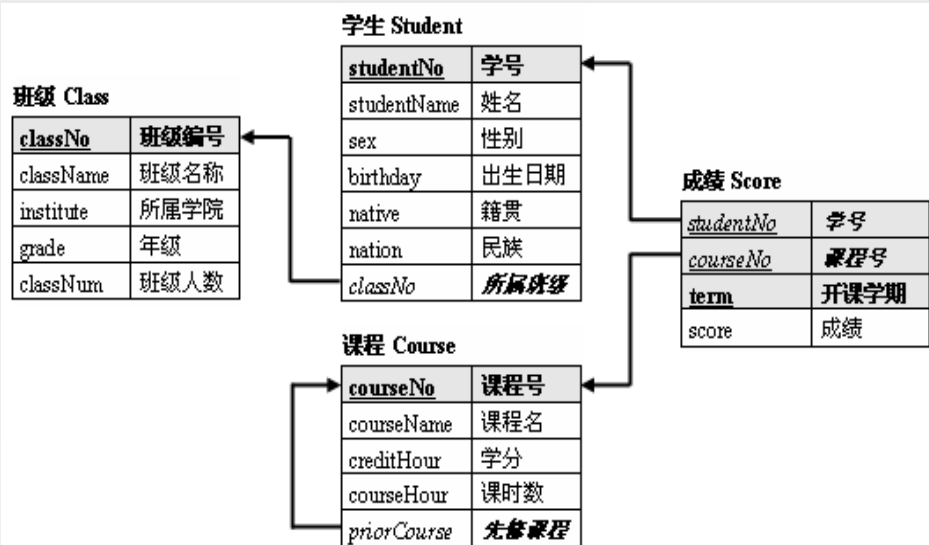 学生 Student
studentNo 学号
studentName 姓名
sex 性别
birthday 出生日期
native 籍贯
nation 民族
classNo 所属班级
班级 Class
classNo 班级编号
className 班级名称
institute 所属学院
grade 年级
classNum 班级人数
成绩 Score
studentNo 学号
courseNo 课程号
term 开课学期
score 成绩
课程 Course
courseNo 课程号
courseName 课程名
creditHour 学分
courseHour 课时数
priorCourse 先修课程